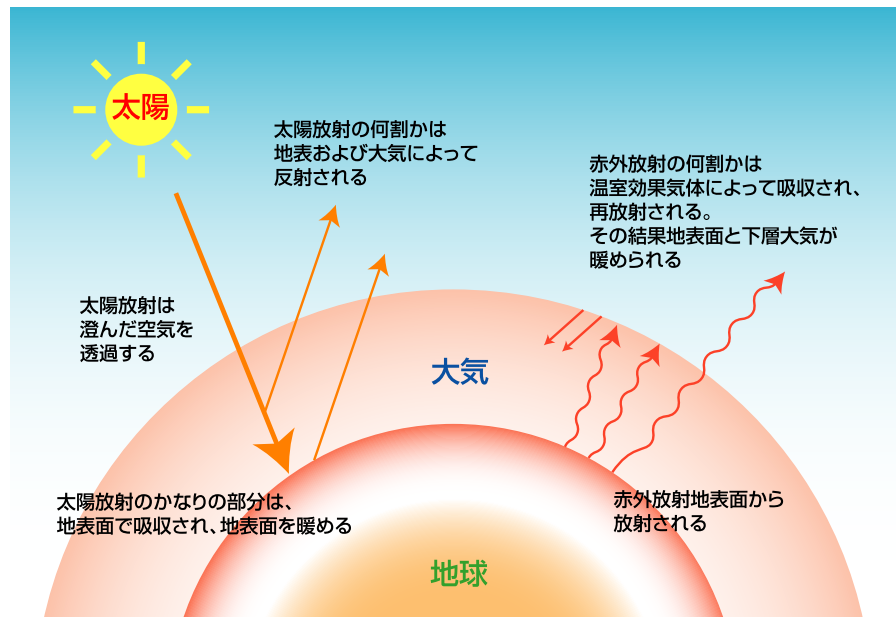 太陽
太陽放射の何割かは
地表および大気によって
反射される
赤外放射の何割かは
温室効果気体によって吸収され、
再放射される。
その結果地表面と下層大気が
暖められる
太陽放射は
澄んだ空気を
透過する
大気
太陽放射のかなりの部分は、
地表面で吸収され、地表面を暖める
赤外放射地表面から
放射される
地球